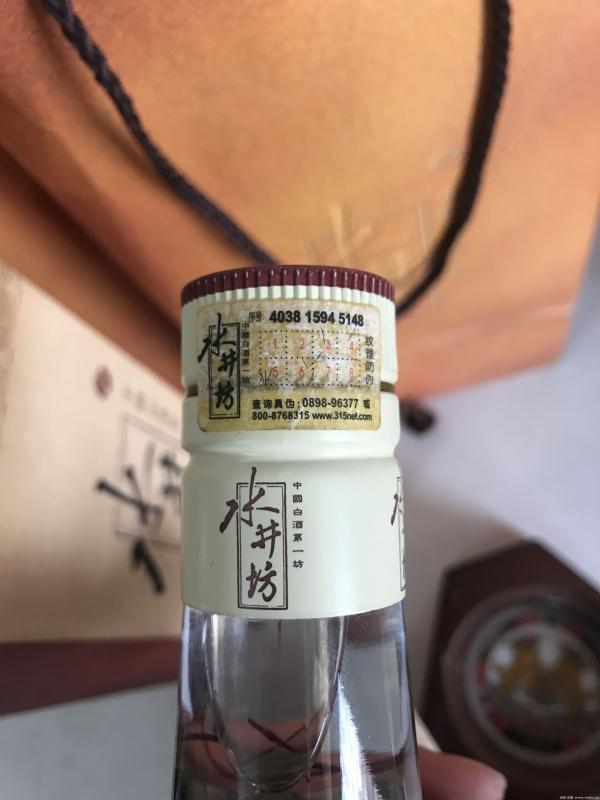 序号 4038 1594 5148
水井坊
中國白酒第一坊
1 2 3 4
5 6 7 8
纹理防伪
查询真伪:0898-96377 或
800-8768315 www.315net.com
水井坊
中國白酒第一坊